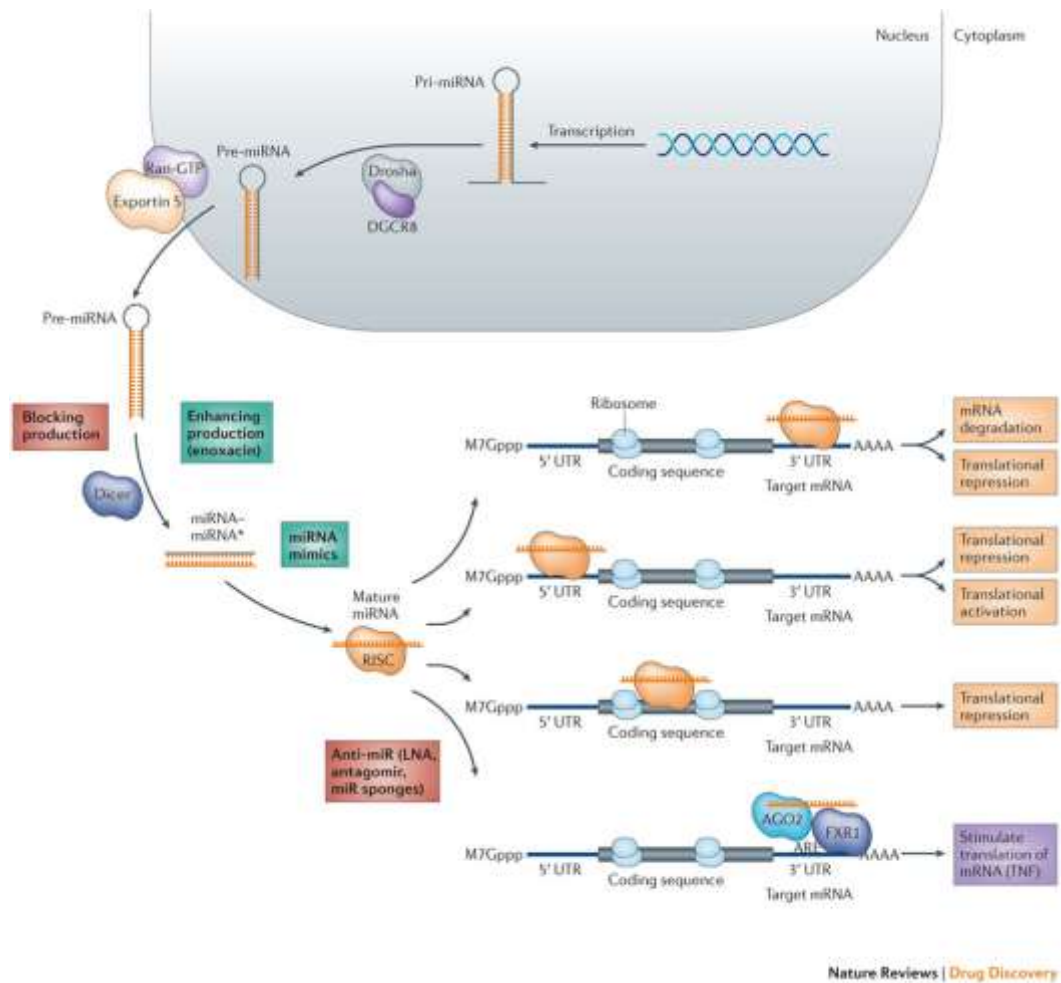 Nucleus
Cytoplasm
Pri-miRNA
Transcription
Pre-miRNA
Ran-GTP
Exportin 5
Drosha
DGCR8
Pre-miRNA
Blocking
production
Enhancing
production
(enoxacin)
Dicer
miRNA–
miRNA*
miRNA
mimics
Mature
miRNA
RISC
Anti-miR (LNA,
antagomic,
miR sponges)
Ribosome
M7Gppp
AAAA
5′ UTR
Coding sequence
3′ UTR
Target mRNA
mRNA
degradation
Translational
repression
M7Gppp
AAAA
5′ UTR
Coding sequence
3′ UTR
Target mRNA
Translational
repression
Translational
activation
M7Gppp
AAAA
5′ UTR
Coding sequence
3′ UTR
Target mRNA
Translational
repression
AGO2
FXR1
ARE
M7Gppp
AAAA
5′ UTR
Coding sequence
3′ UTR
Target mRNA
Stimulate
translation of
mRNA (TNF)
Nature Reviews | Drug Discovery